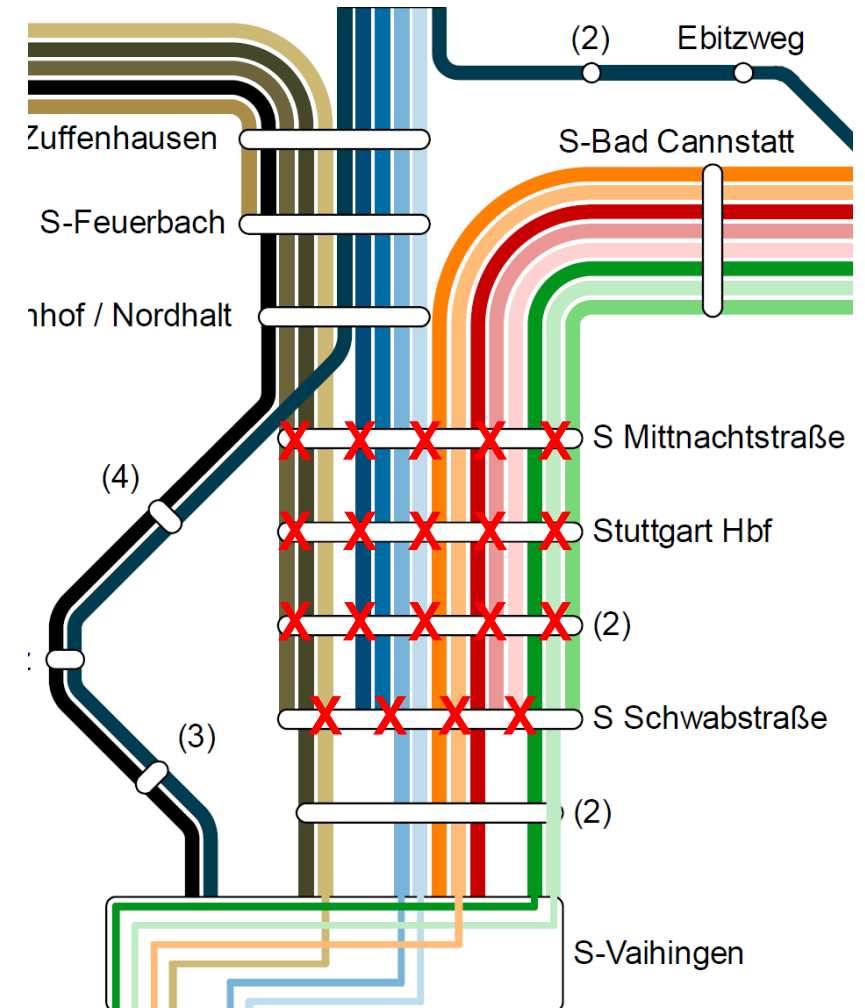 (2)
Ebitzweg
Zuffenhausen
S-Bad Cannstatt
S-Feuerbach
nhof / Nordhalt
S Mittnachtstraße
(4)
Stuttgart Hbf
(2)
S Schwabstraße
(3)
(2)
S-Vaihingen